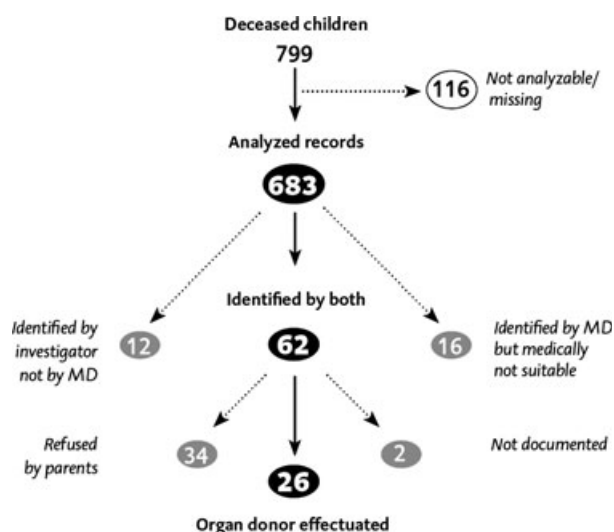 Deceased children
799
116
Not analyzable/
missing
Analyzed records
683
Identified by both
Identified by
investigator
not by MD
12
62
16
Identified by MD
but medically
not suitable
Refused
by parents
34
26
2
Not documented
Organ donor effectuated